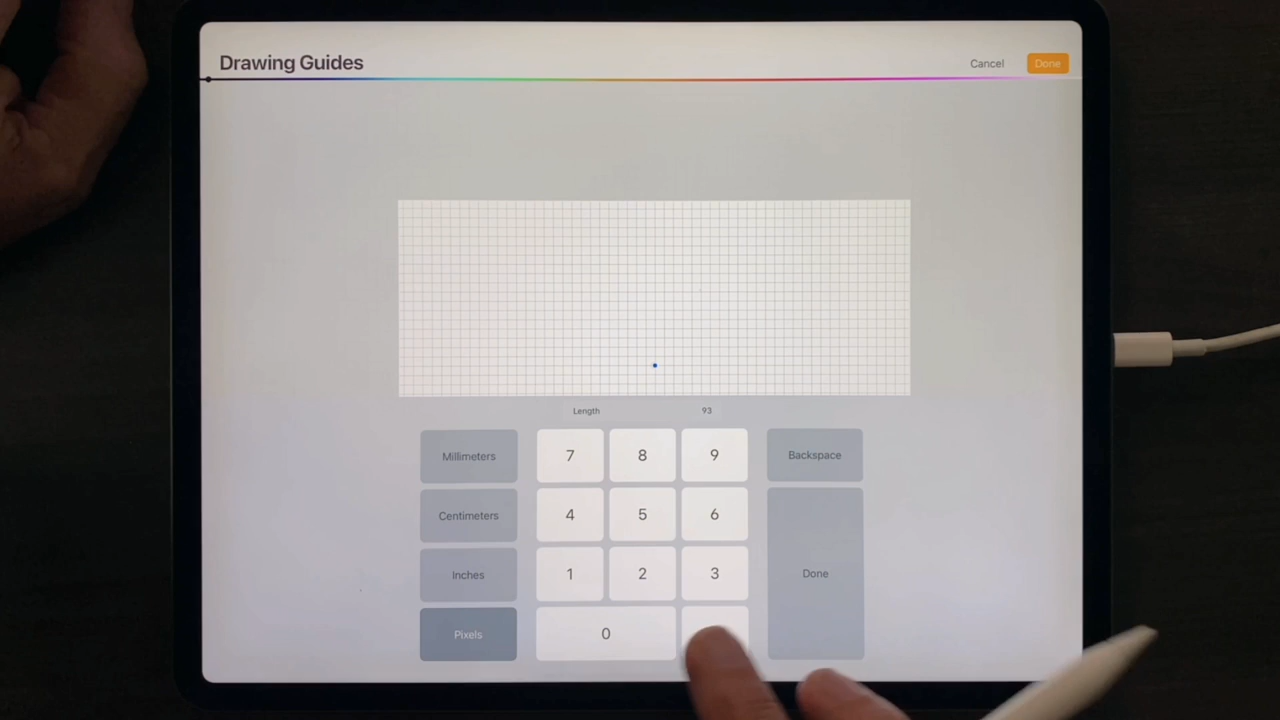 Drawing Guides
Cancel
Done
Length 93
Millimeters 7 8 9 Backspace
Centimeters 4 5 6
Inches 1 2 3 Done
Pixels 0